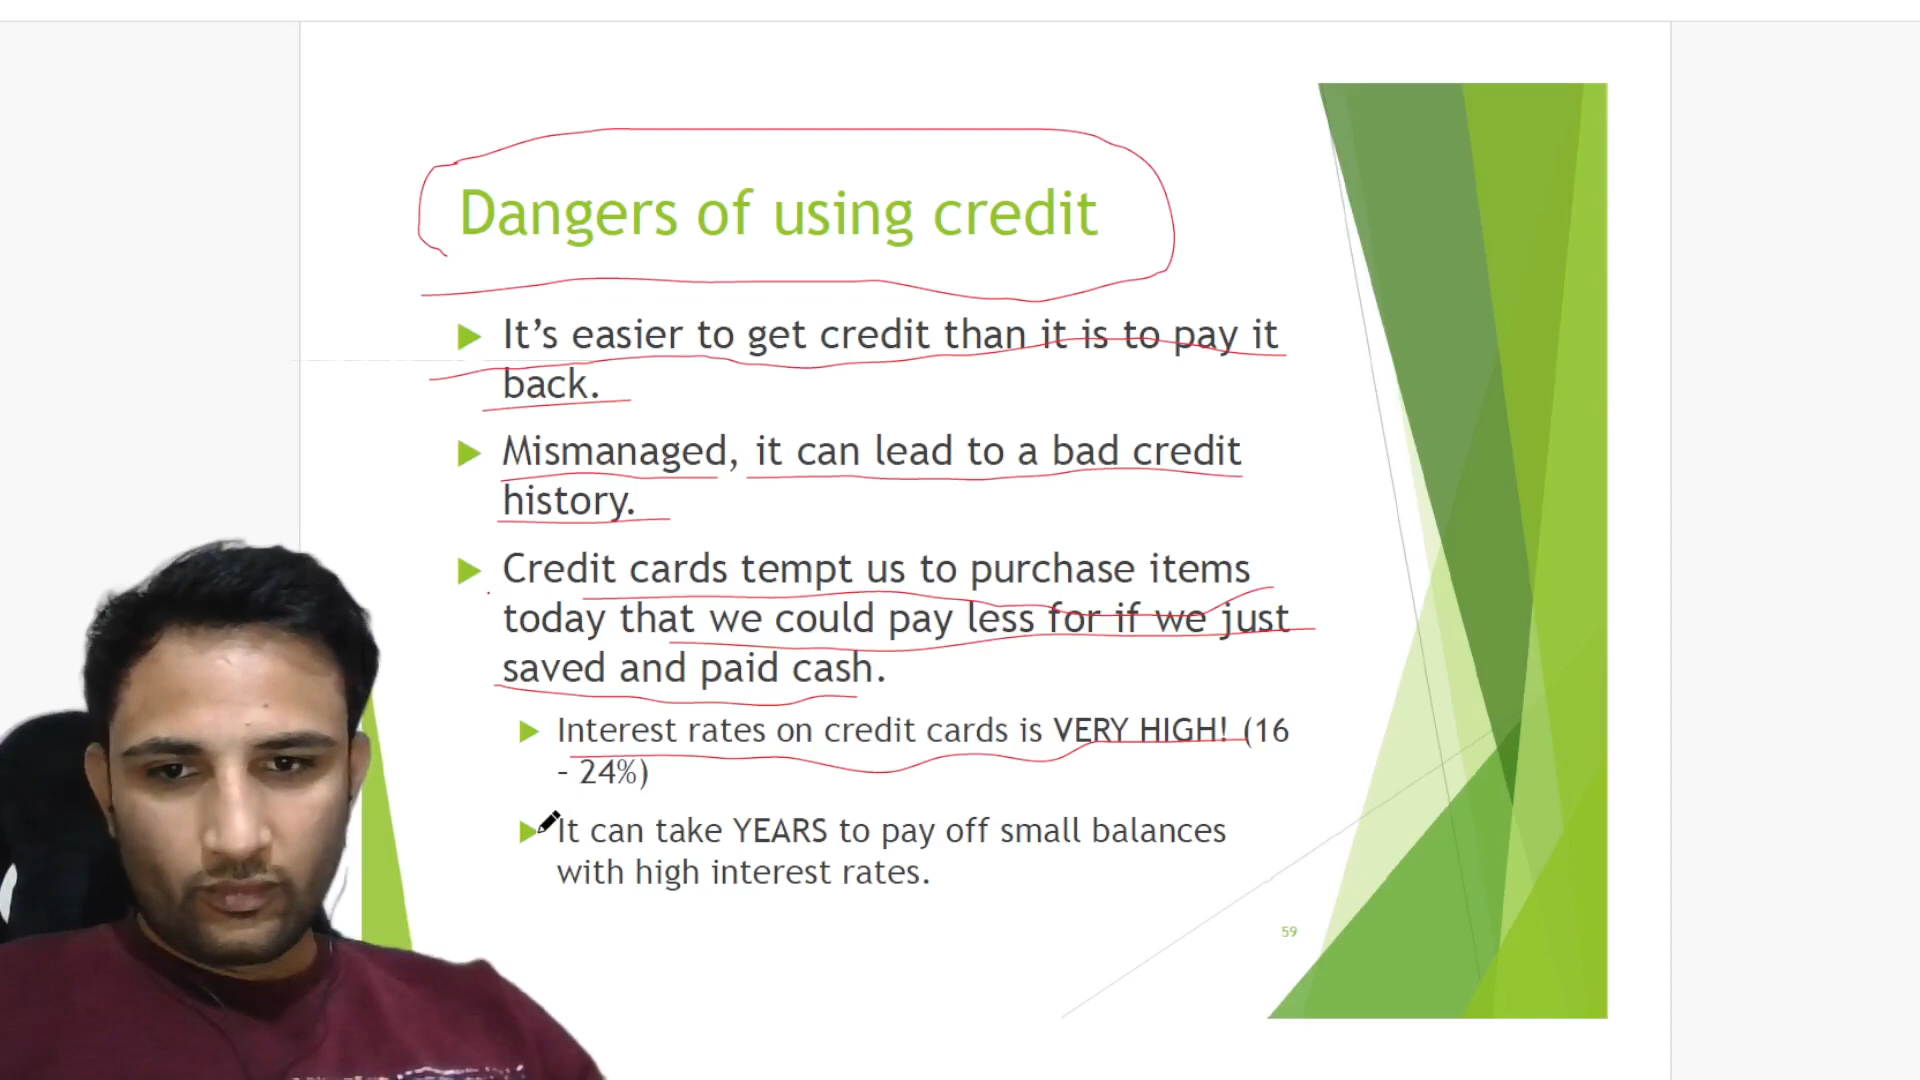 Dangers of using credit
It’s easier to get credit than it is to pay it
back.
Mismanaged, it can lead to a bad credit
history.
Credit cards tempt us to purchase items
today that we could pay less for if we just
saved and paid cash.
Interest rates on credit cards is VERY HIGH! (16
- 24%)
It can take YEARS to pay off small balances
with high interest rates.
59